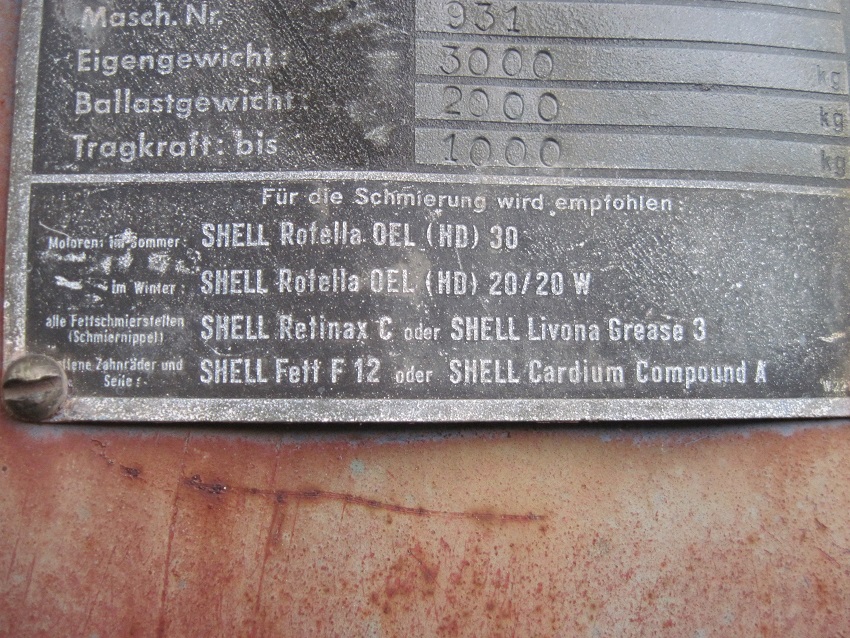 Masch. Nr. 931
Eigengewicht: 3000 kg
Ballastgewicht: 2000 kg
Tragkraft: bis 1000 kg
Für die Schmierung wird empfohlen:
Motoren: im Sommer: SHELL Rotella OEL (HD) 30
im Winter: SHELL Rotella OEL (HD) 20/20 W
alle Fettschmierstellen
(Schmiernippel) SHELL Retinax C oder SHELL Livona Grease 3
Zahnräder und
Seile: SHELL Fett F 12 oder SHELL Cardium Compound A